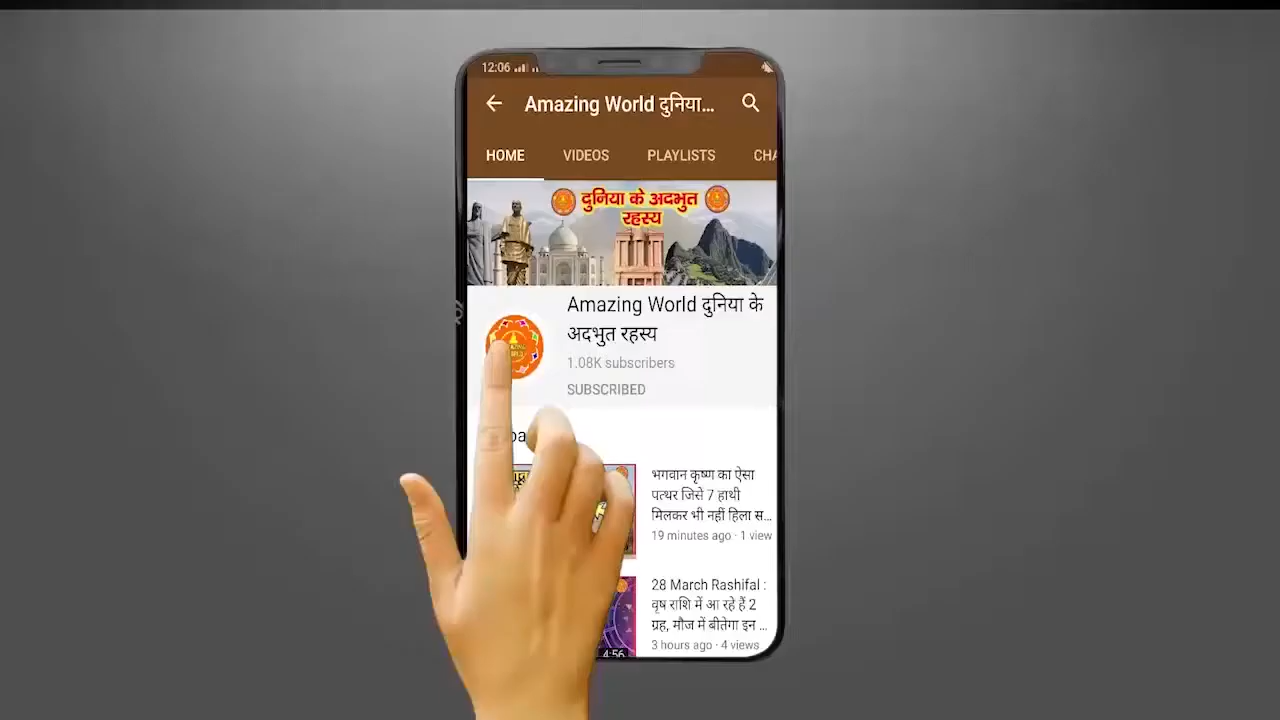 12:06
Amazing World दुनिया...
HOME VIDEOS PLAYLISTS CHA
दुनिया के अदभुत
रहस्य
Amazing World दुनिया के
अदभुत रहस्य
1.08K subscribers
SUBSCRIBED
भगवान कृष्ण का ऐसा
पत्थर जिसे 7 हाथी
मिलकर भी नहीं हिला स...
19 minutes ago · 1 view
28 March Rashifal :
वृष राशि में आ रहे हैं 2
ग्रह, मौज में बीतेगा इन ...
3 hours ago · 4 views
4:56